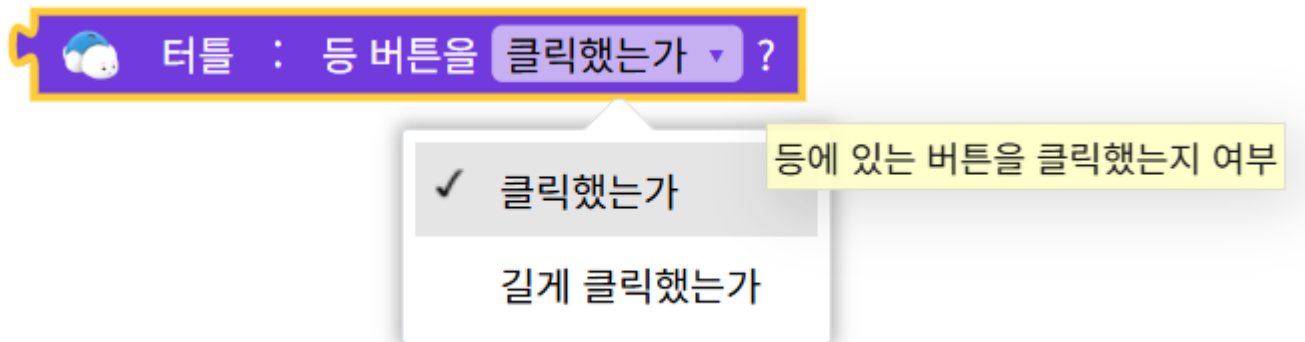 터틀 : 등 버튼을 클릭했는가 ▼ ?
등에 있는 버튼을 클릭했는지 여부
✓ 클릭했는가
길게 클릭했는가